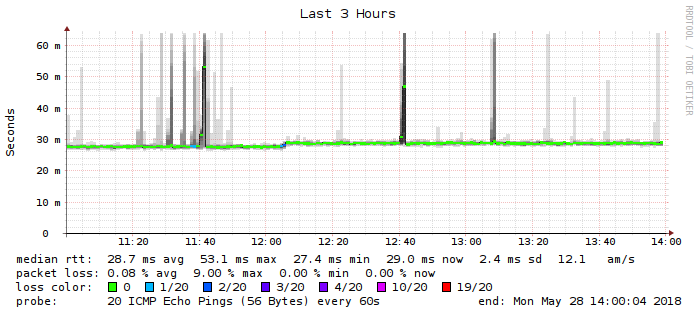 Last 3 Hours
RRDTOOL / TOBI OETIKER
Seconds
60 m
50 m
40 m
30 m
20 m
10 m
0
11:20 11:40 12:00 12:20 12:40 13:00 13:20 13:40 14:00
median rtt: 28.7 ms avg 53.1 ms max 27.4 ms min 29.0 ms now 2.4 ms sd 12.1 am/s
packet loss: 0.08 % avg 9.00 % max 0.00 % min 0.00 % now
loss color: 0 1/20 2/20 3/20 4/20 10/20 19/20
probe: 20 ICMP Echo Pings (56 Bytes) every 60s end: Mon May 28 14:00:04 2018